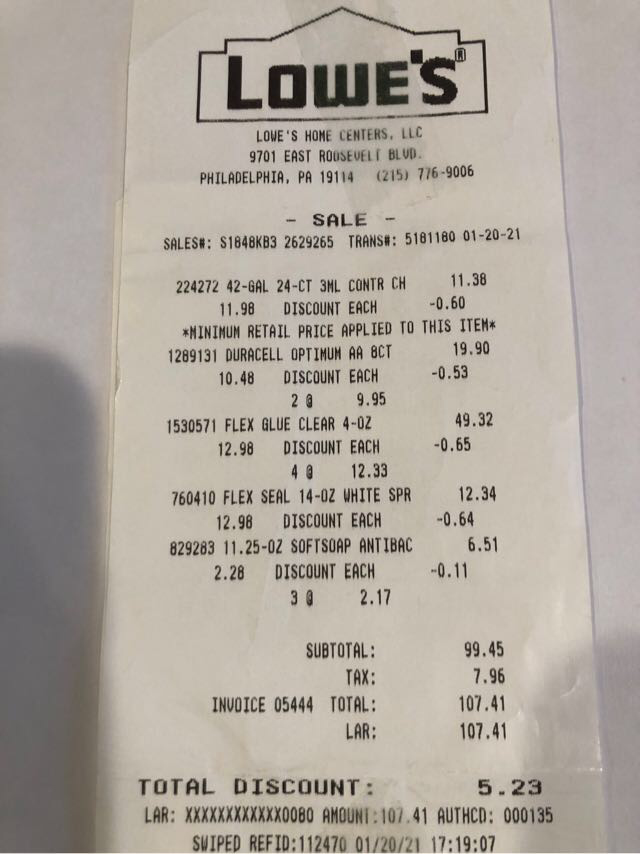 LOWE'S®
LOWE'S HOME CENTERS, LLC
9701 EAST ROOSEVELT BLVD.
PHILADELPHIA, PA 19114 (215) 776-9006
- SALE -
SALES#: S1848KB3 2629265 TRANS#: 5181180 01-20-21
224272 42-GAL 24-CT 3ML CONTR CH 11.38
11.98 DISCOUNT EACH -0.60
*MINIMUM RETAIL PRICE APPLIED TO THIS ITEM*
1289131 DURACELL OPTIMUM AA 8CT 19.90
10.48 DISCOUNT EACH -0.53
2 @ 9.95
1530571 FLEX GLUE CLEAR 4-OZ 49.32
12.98 DISCOUNT EACH -0.65
4 @ 12.33
760410 FLEX SEAL 14-OZ WHITE SPR 12.34
12.98 DISCOUNT EACH -0.64
829283 11.25-OZ SOFTSOAP ANTIBAC 6.51
2.28 DISCOUNT EACH -0.11
3 @ 2.17
SUBTOTAL: 99.45
TAX: 7.96
INVOICE 05444 TOTAL: 107.41
LAR: 107.41
TOTAL DISCOUNT: 5.23
LAR: XXXXXXXXXXXX0080 AMOUNT:107.41 AUTHCD: 000135
SWIPED REFID:112470 01/20/21 17:19:07